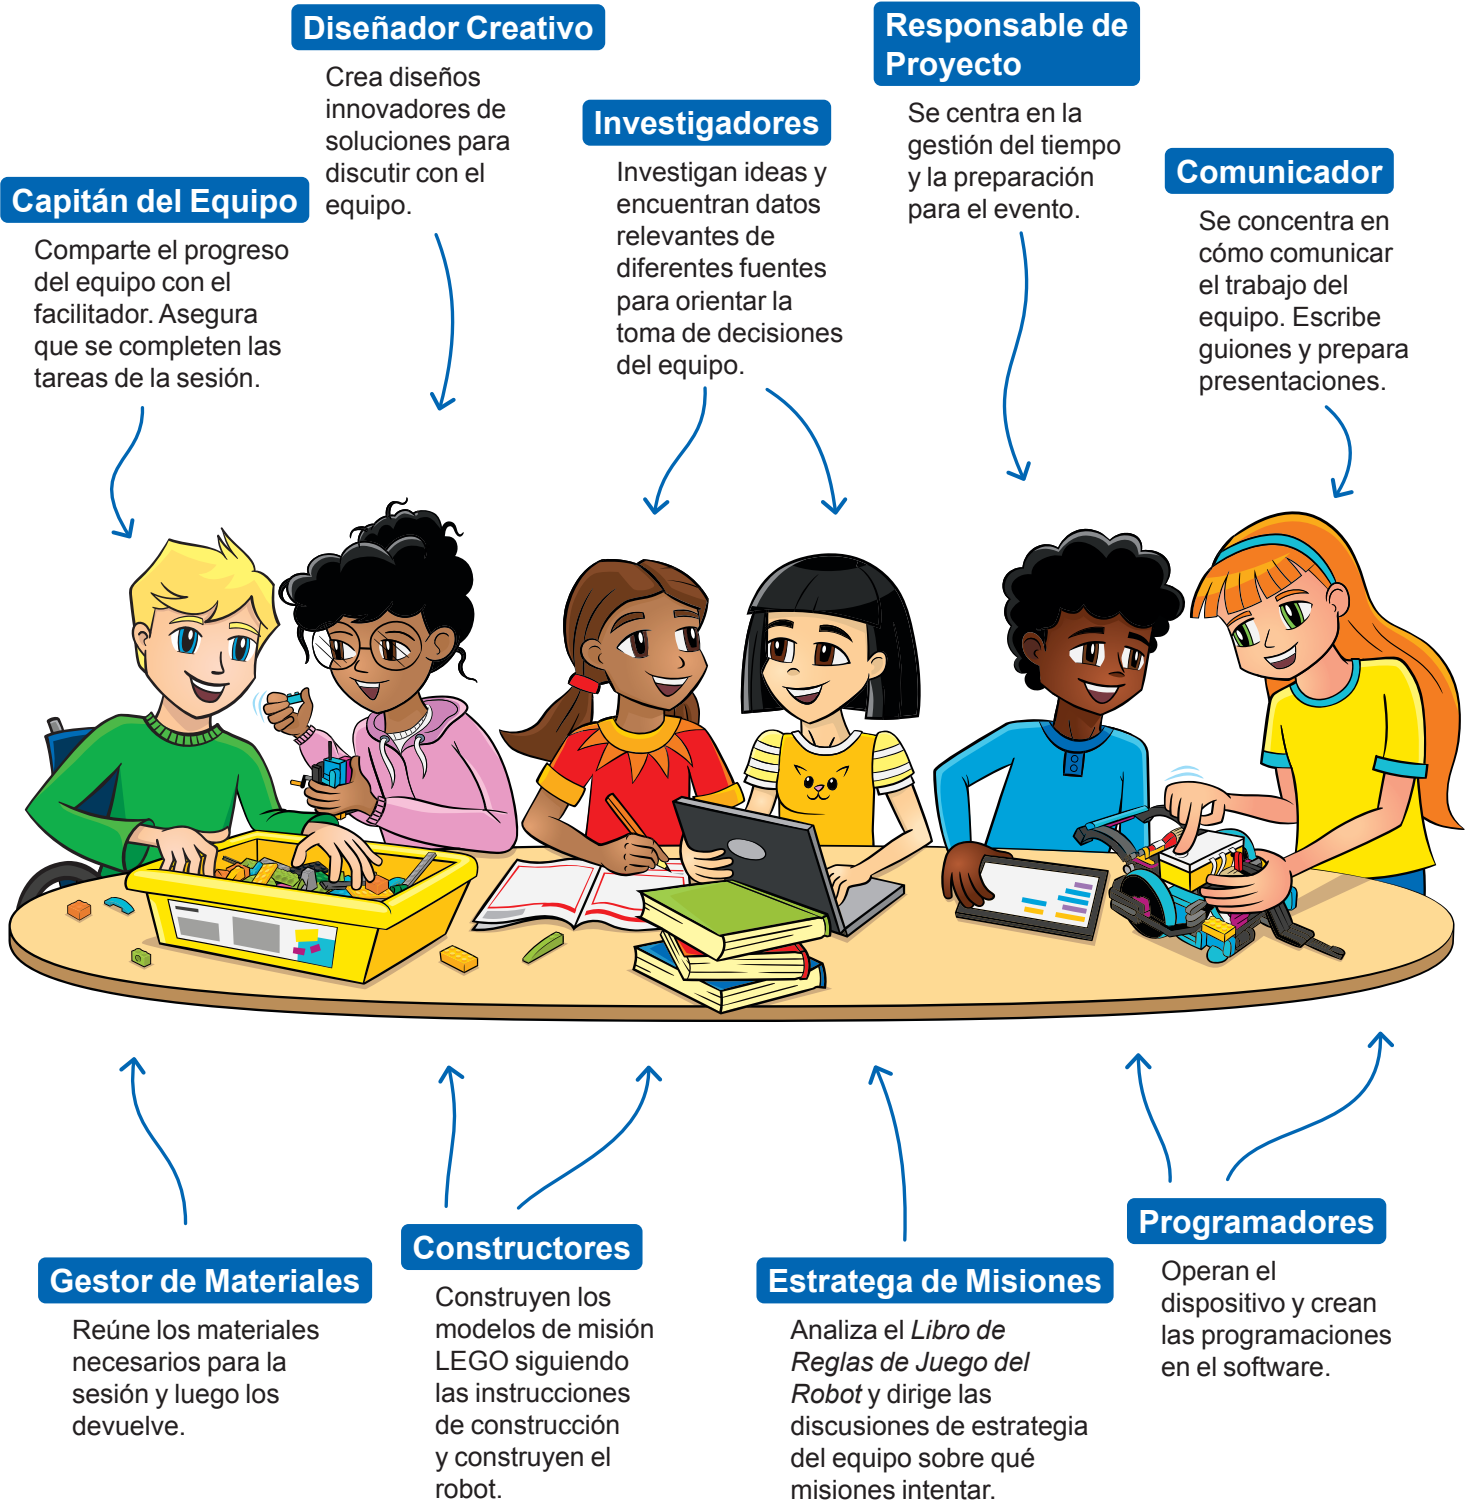 Diseñador Creativo
Crea diseños
innovadores de
soluciones para
discutir con el
equipo.
Responsable de
Proyecto
Se centra en la
gestión del tiempo
y la preparación
para el evento.
Investigadores
Investigan ideas y
encuentran datos
relevantes de
diferentes fuentes
para orientar la
toma de decisiones
del equipo.
Comunicador
Se concentra en
cómo comunicar
el trabajo del
equipo. Escribe
guiones y prepara
presentaciones.
Capitán del Equipo
Comparte el progreso
del equipo con el
facilitador. Asegura
que se completen las
tareas de la sesión.
Gestor de Materiales
Reúne los materiales
necesarios para la
sesión y luego los
devuelve.
Constructores
Construyen los
modelos de misión
LEGO siguiendo
las instrucciones
de construcción
y construyen el
robot.
Estratega de Misiones
Analiza el Libro de
Reglas de Juego del
Robot y dirige las
discusiones de estrategia
del equipo sobre qué
misiones intentar.
Programadores
Operan el
dispositivo y crean
las programaciones
en el software.